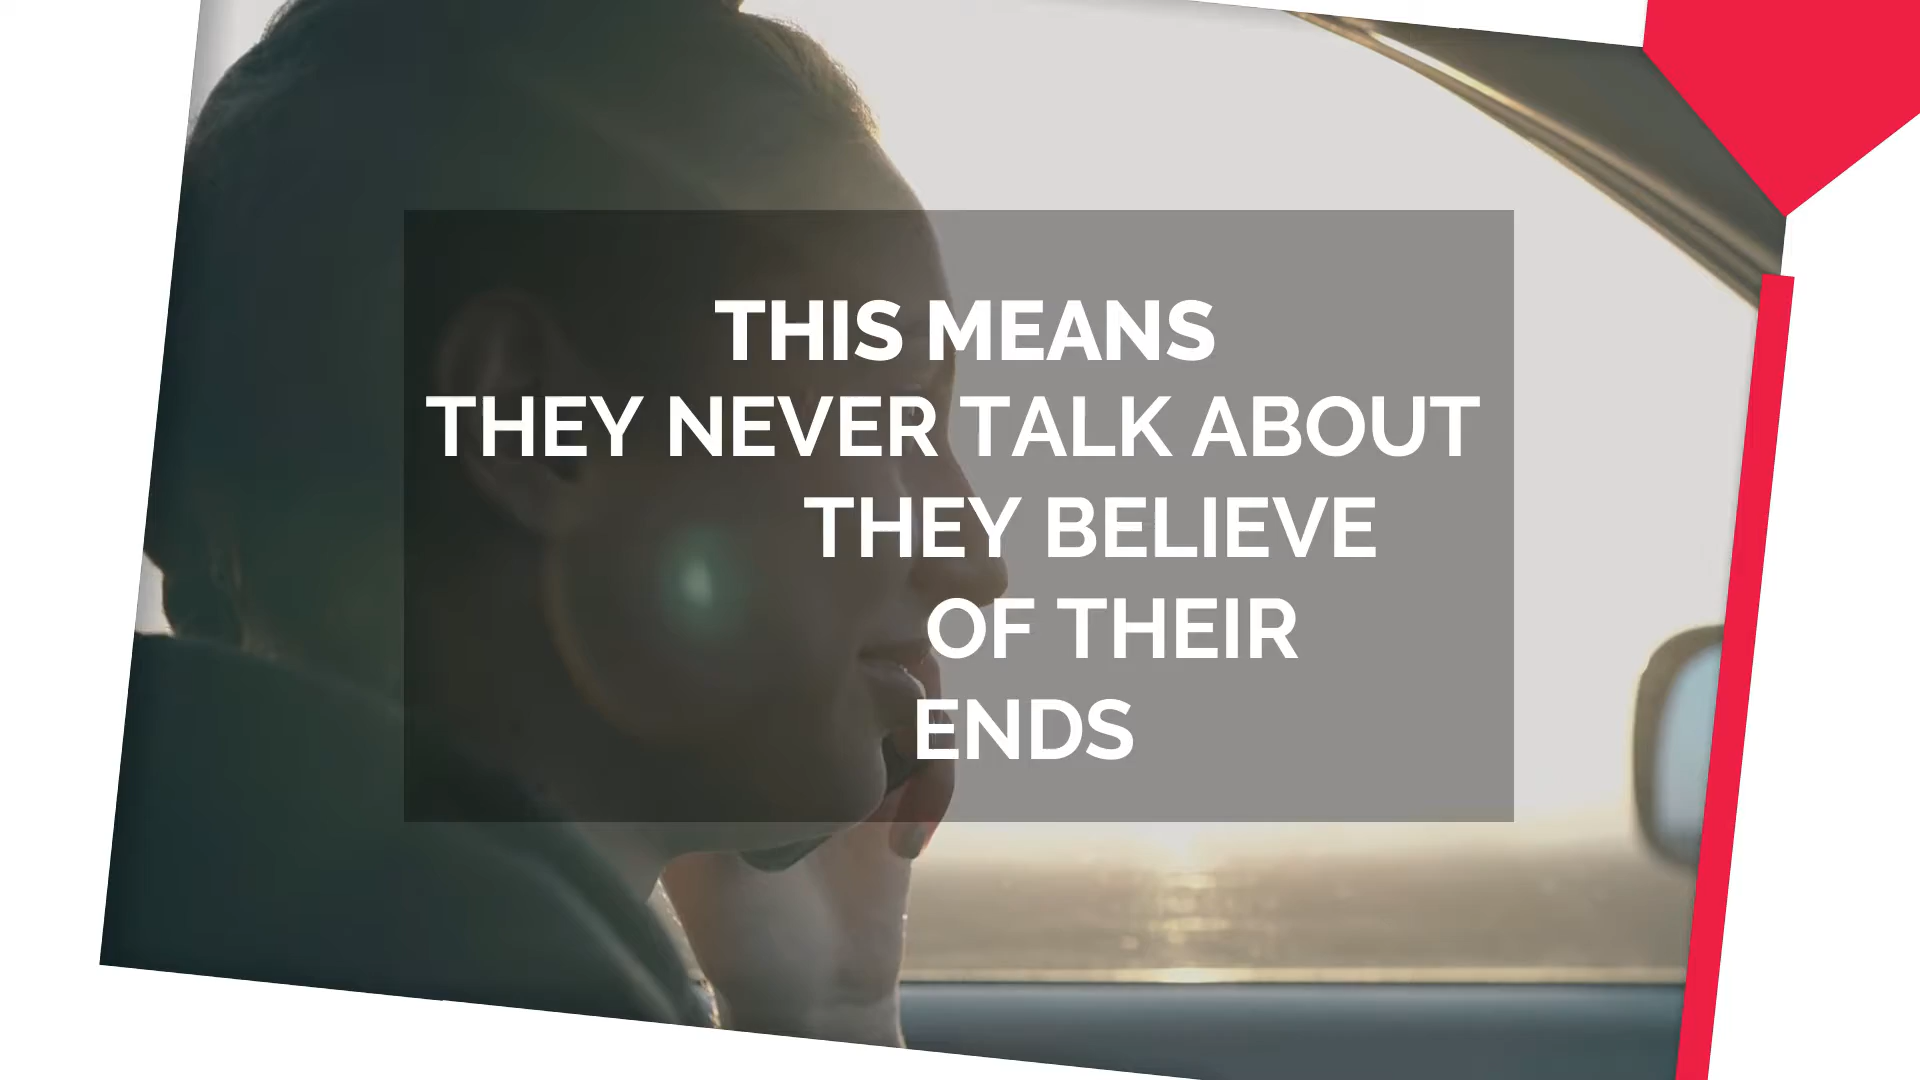 THIS MEANS
THEY NEVER TALK ABOUT
THEY BELIEVE
OF THEIR
ENDS